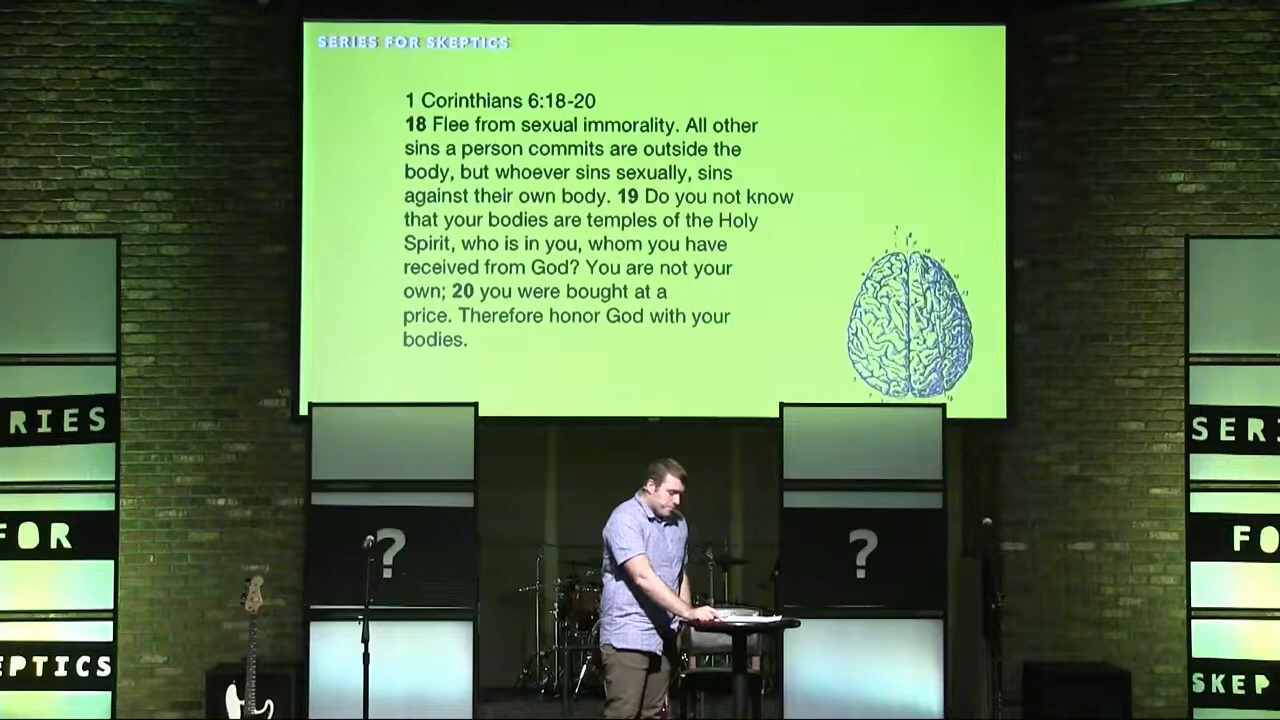 SERIES FOR SKEPTICS
1 Corinthians 6:18-20
18 Flee from sexual immorality. All other
sins a person commits are outside the
body, but whoever sins sexually, sins
against their own body. 19 Do you not know
that your bodies are temples of the Holy
Spirit, who is in you, whom you have
received from God? You are not your
own; 20 you were bought at a
price. Therefore honor God with your
bodies.
RIES
FOR
EPTICS
?
?
SERI
FO
SKEP